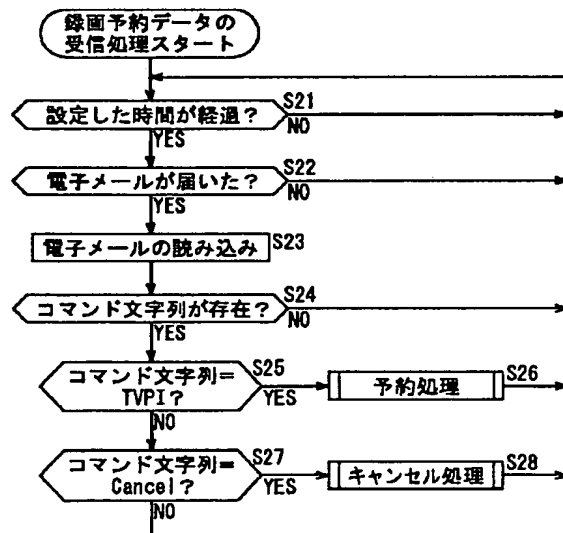 録画予約データの
受信処理スタート
設定した時間が経過?
S21
NO
YES
電子メールが届いた?
S22
NO
YES
電子メールの読み込み
S23
コマンド文字列が存在?
S24
NO
YES
コマンド文字列=
TVPI?
S25
YES
予約処理
S26
NO
コマンド文字列=
Cancel?
S27
YES
キャンセル処理
S28
NO